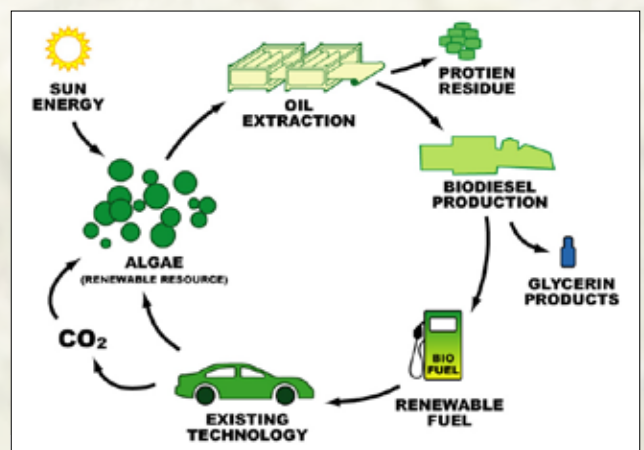 SUN
ENERGY
OIL
EXTRACTION
PROTIEN
RESIDUE
BIODIESEL
PRODUCTION
GLYCERIN
PRODUCTS
BIO
FUEL
RENEWABLE
FUEL
EXISTING
TECHNOLOGY
CO₂
ALGAE
(RENEWABLE RESOURCE)